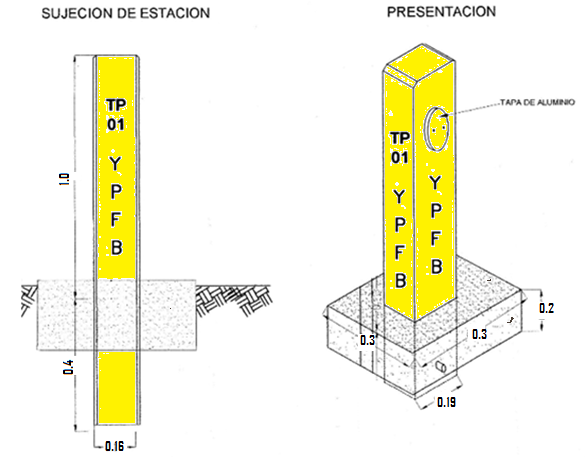 SUJECION DE ESTACION
PRESENTACION
TP
01
Y
P
F
B
1.0
0.4
0.16
TAPA DE ALUMINIO
TP
01
Y
P
F
B
Y
P
F
B
0.3
0.3
0.2
0.19